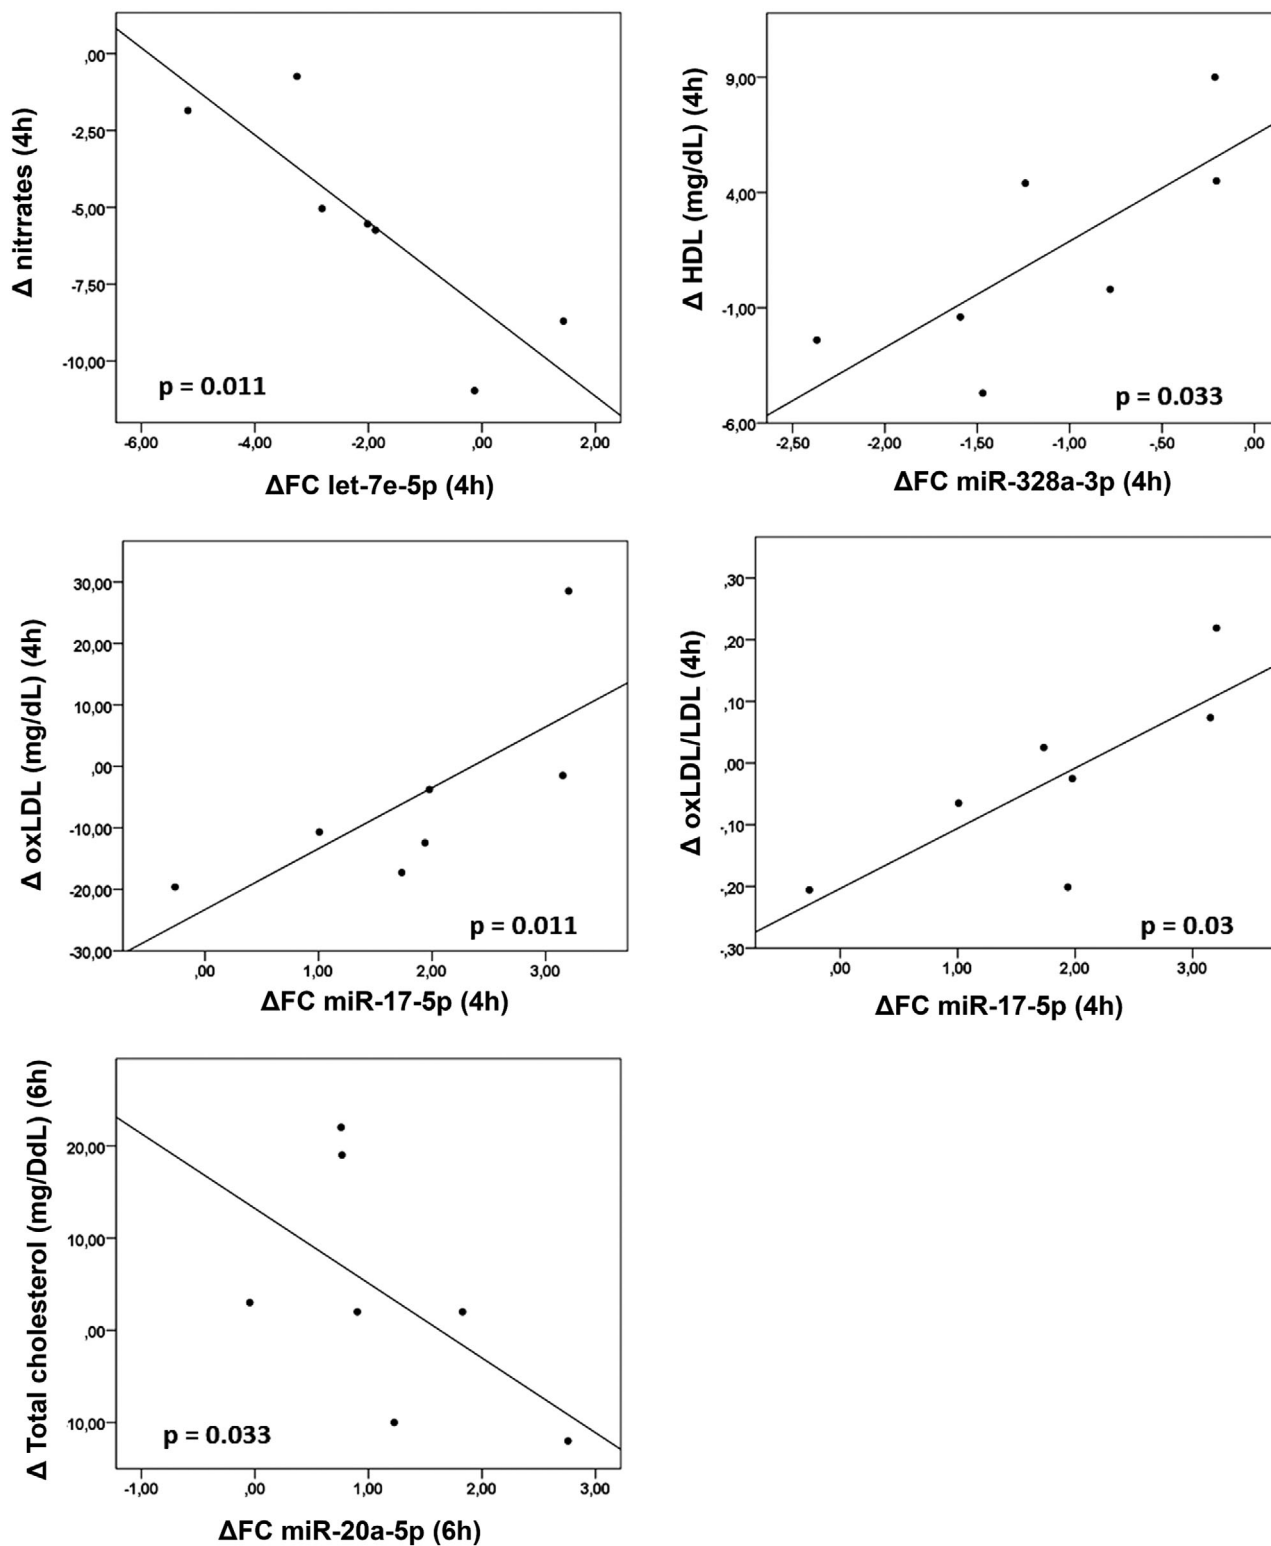 Δ nitrrates (4h)
,00
-2,50
-5,00
-7,50
-10,00
p = 0.011
-6,00 -4,00 -2,00 ,00 2,00
ΔFC let-7e-5p (4h)
Δ HDL (mg/dL) (4h)
9,00
4,00
-1,00
-6,00
p = 0.033
-2,50 -2,00 -1,50 -1,00 -,50 ,00
ΔFC miR-328a-3p (4h)
Δ oxLDL (mg/dL) (4h)
30,00
20,00
10,00
,00
-10,00
-20,00
-30,00
p = 0.011
,00 1,00 2,00 3,00
ΔFC miR-17-5p (4h)
Δ oxLDL/LDL (4h)
,30
,20
,10
,00
-,10
-,20
-,30
p = 0.03
,00 1,00 2,00 3,00
ΔFC miR-17-5p (4h)
Δ Total cholesterol (mg/DdL) (6h)
20,00
10,00
,00
10,00
p = 0.033
-1,00 ,00 1,00 2,00 3,00
ΔFC miR-20a-5p (6h)